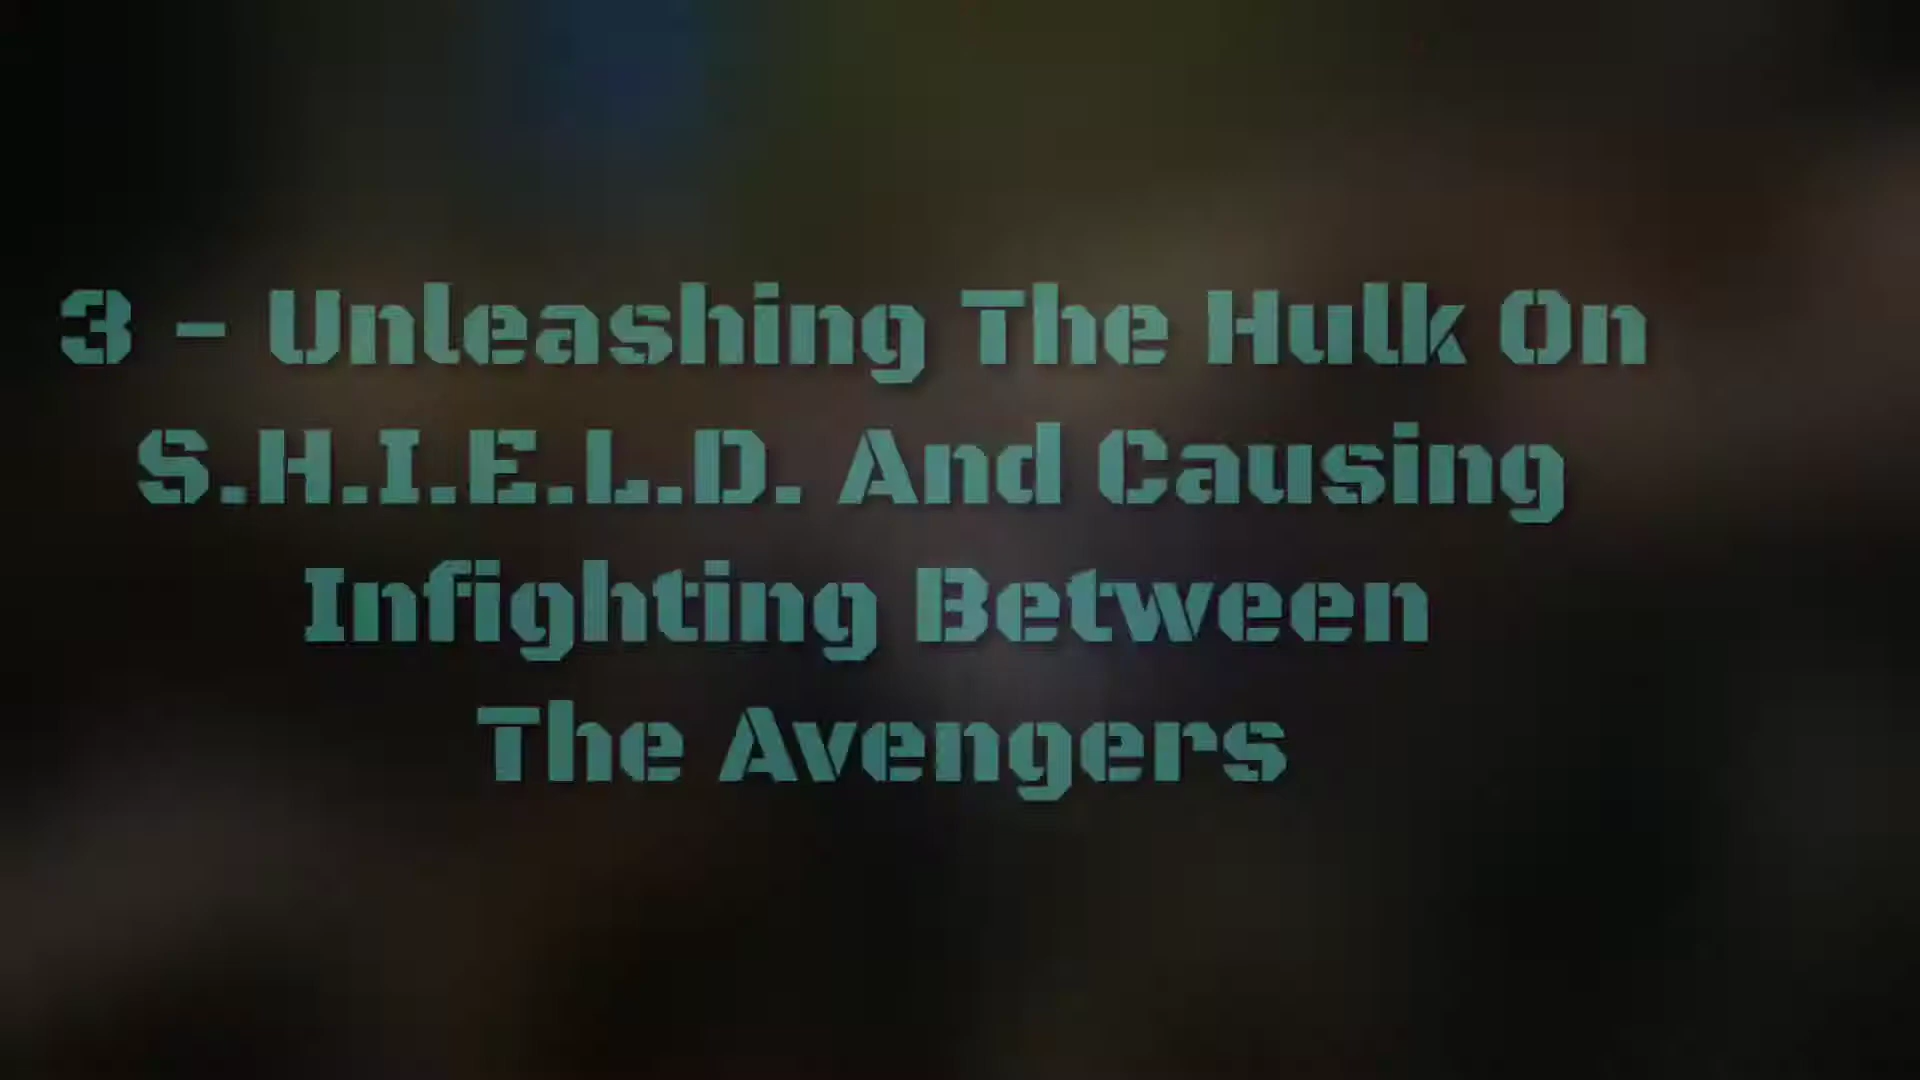 3 - Unleashing The Hulk On
S.H.I.E.L.D. And Causing
Infighting Between
The Avengers